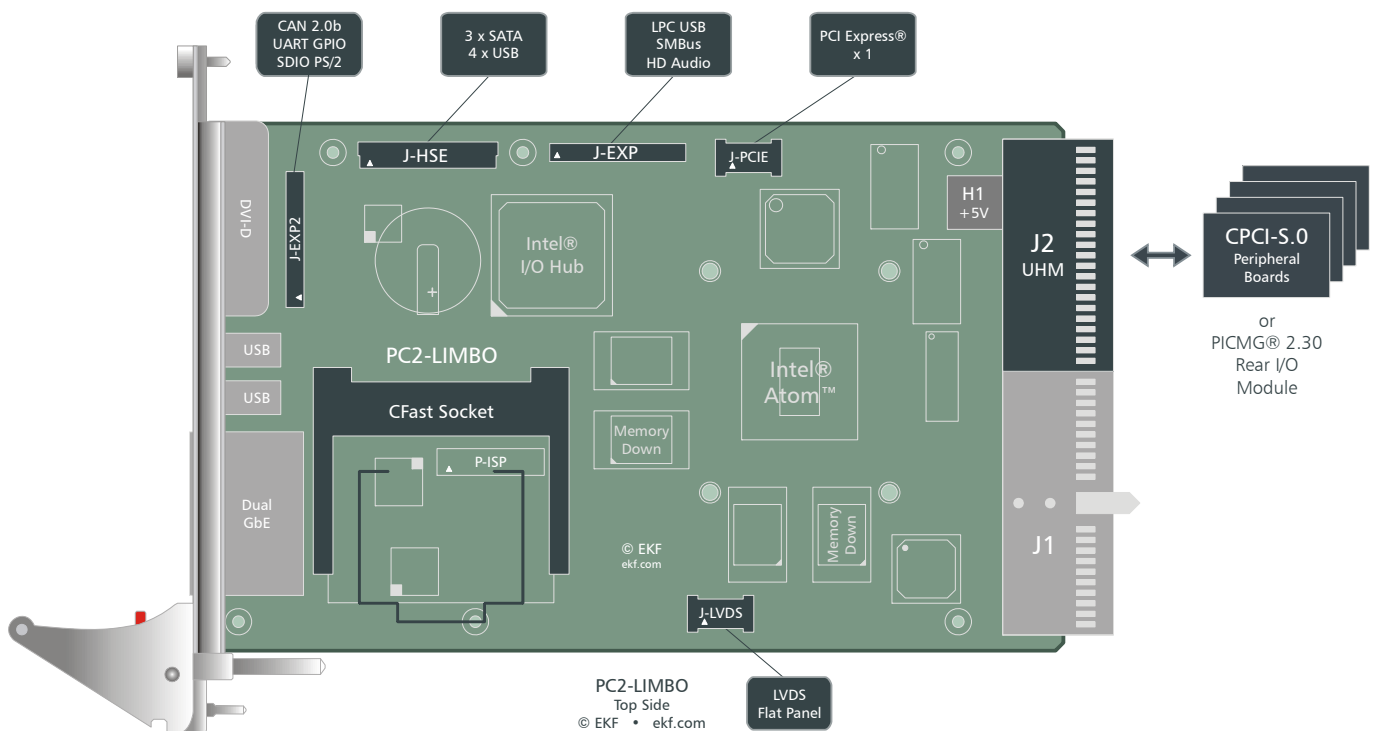 CAN 2.0b
UART GPIO
SDIO PS/2
3 x SATA
4 x USB
LPC USB
SMBus
HD Audio
PCI Express®
x 1
J-HSE
J-EXP
J-PCIE
DVI-D
J-EXP2
H1
+5V
Intel®
I/O Hub
J2
UHM
CPCI-S.0
Peripheral
Boards
or
PICMG® 2.30
Rear I/O
Module
USB
USB
PC2-LIMBO
Intel®
Atom™
CFast Socket
Memory
Down
P-ISP
Dual
GbE
Memory
Down
© EKF
ekf.com
J1
J-LVDS
PC2-LIMBO
Top Side
© EKF • ekf.com
LVDS
Flat Panel
+